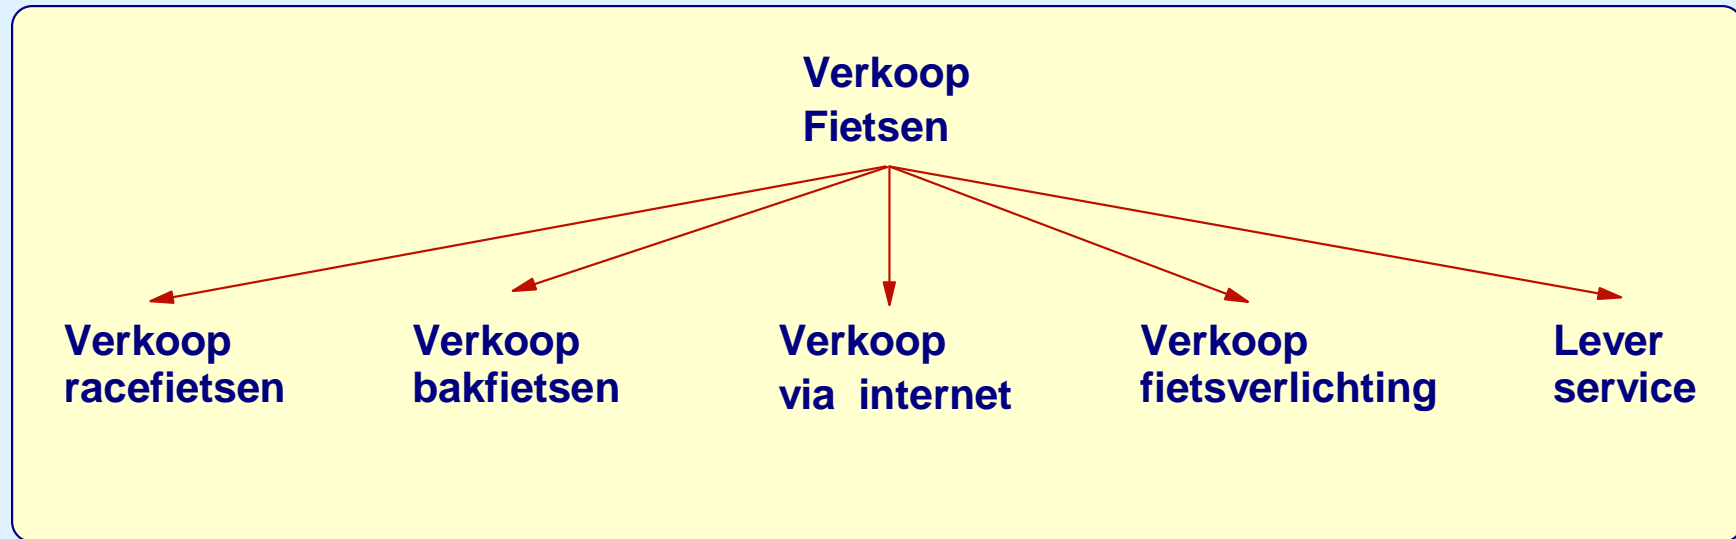 Verkoop
Fietsen
Verkoop
racefietsen
Verkoop
bakfietsen
Verkoop
via internet
Verkoop
fietsverlichting
Lever
service